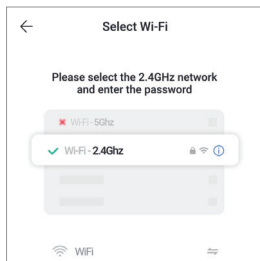 Select Wi-Fi
Please select the 2.4GHz network
and enter the password
Wi-Fi - 5Ghz
Wi-Fi - 2.4Ghz
WiFi